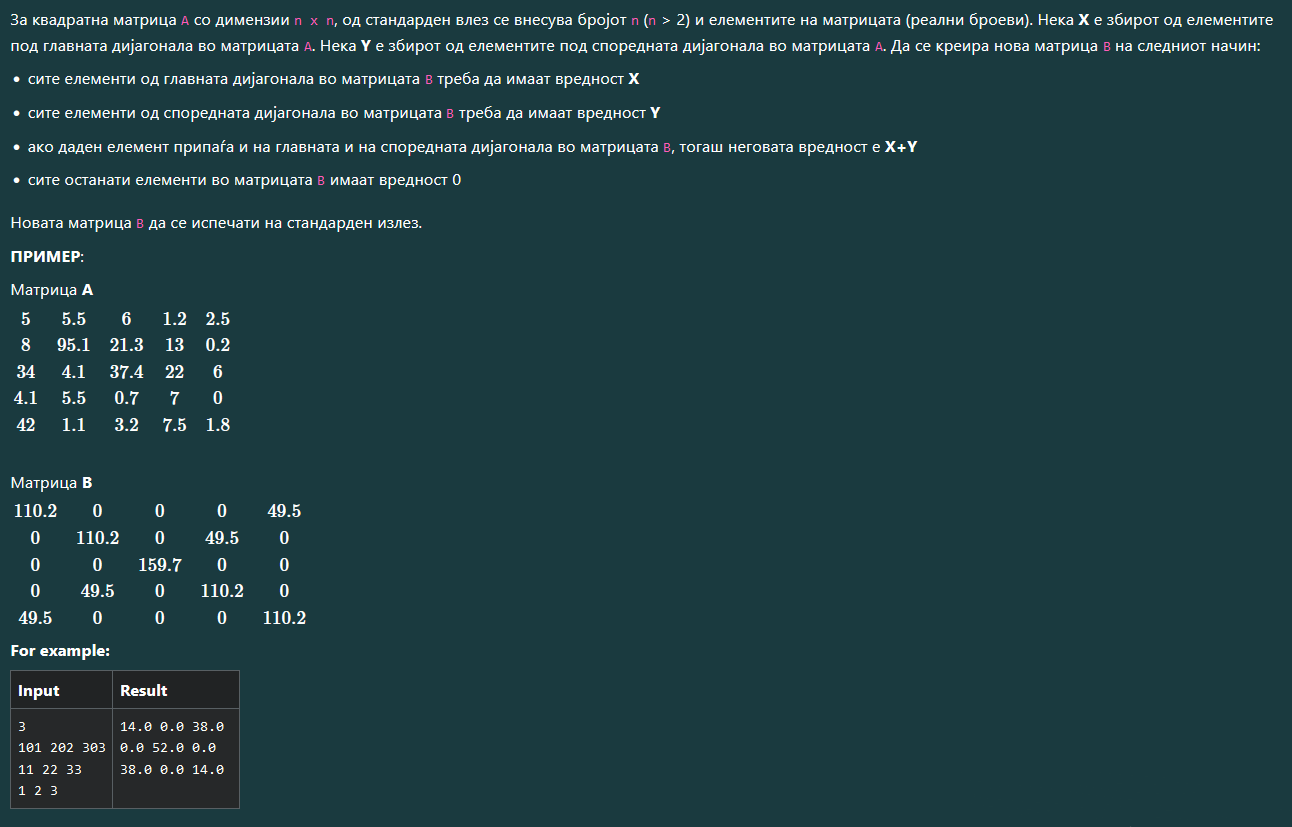 За квадратна матрица A со димензии n x n, од стандарден влез се внесува бројот n (n > 2) и елементите на матрицата (реални броеви). Нека X е збирот од елементите
под главната дијагонала во матрицата A. Нека Y е збирот од елементите под споредната дијагонала во матрицата A. Да се креира нова матрица B на следниот начин:
• сите елементи од главната дијагонала во матрицата B треба да имаат вредност X
• сите елементи од споредната дијагонала во матрицата B треба да имаат вредност Y
• ако даден елемент припаѓа и на главната и на споредната дијагонала во матрицата B, тогаш неговата вредност е X+Y
• сите останати елементи во матрицата B имаат вредност 0
Новата матрица B да се испечати на стандарден излез.
ПРИМЕР:
Матрица A
5 5.5 6 1.2 2.5
8 95.1 21.3 13 0.2
34 4.1 37.4 22 6
4.1 5.5 0.7 7 0
42 1.1 3.2 7.5 1.8
Матрица B
110.2 0 0 0 49.5
0 110.2 0 49.5 0
0 0 159.7 0 0
0 49.5 0 110.2 0
49.5 0 0 0 110.2
For example:
Input Result
3 14.0 0.0 38.0
101 202 303 0.0 52.0 0.0
11 22 33 38.0 0.0 14.0
1 2 3